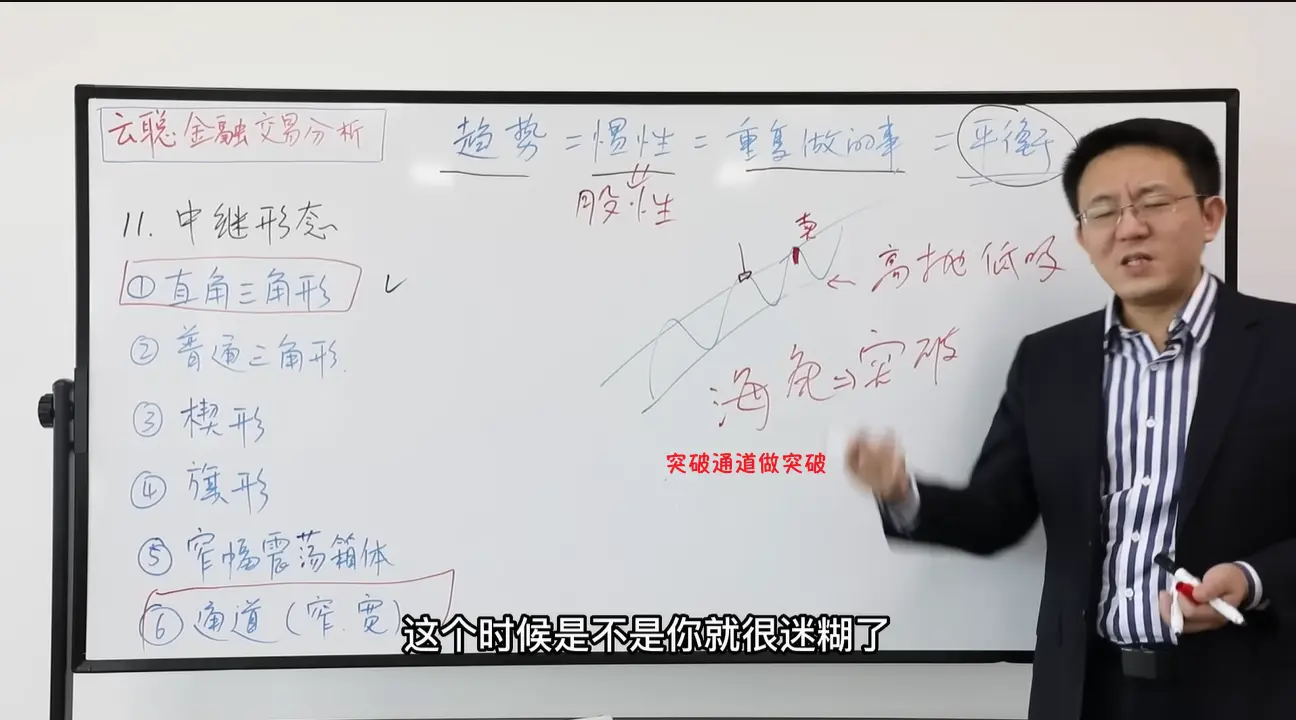 云聪金融交易分析
趋势 = 惯性 = 重复做的事 = 平衡
股性
11. 中继形态
① 直角三角形 ✓
② 普通三角形.
③ 楔形
④ 旗形
⑤ 窄幅震荡箱体
⑥ 通道 (窄.宽)
卖
← 高抛低吸
海龟⇒突破
突破通道做突破
这个时候是不是你就很迷糊了